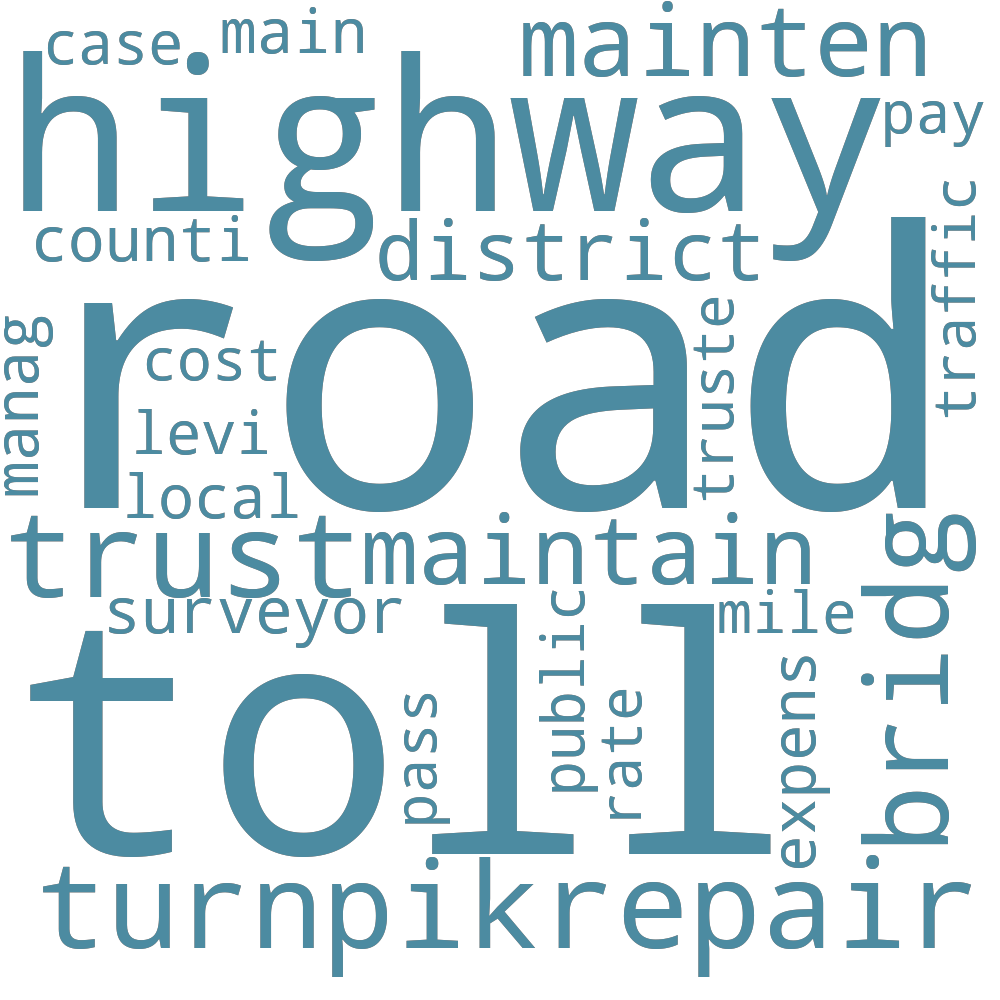 case main mainten
highway pay
counti district traffic
road
manag cost truste
levi
local
trust maintain bridg
surveyor public mile
toll
pass rate expens
turnpik repair